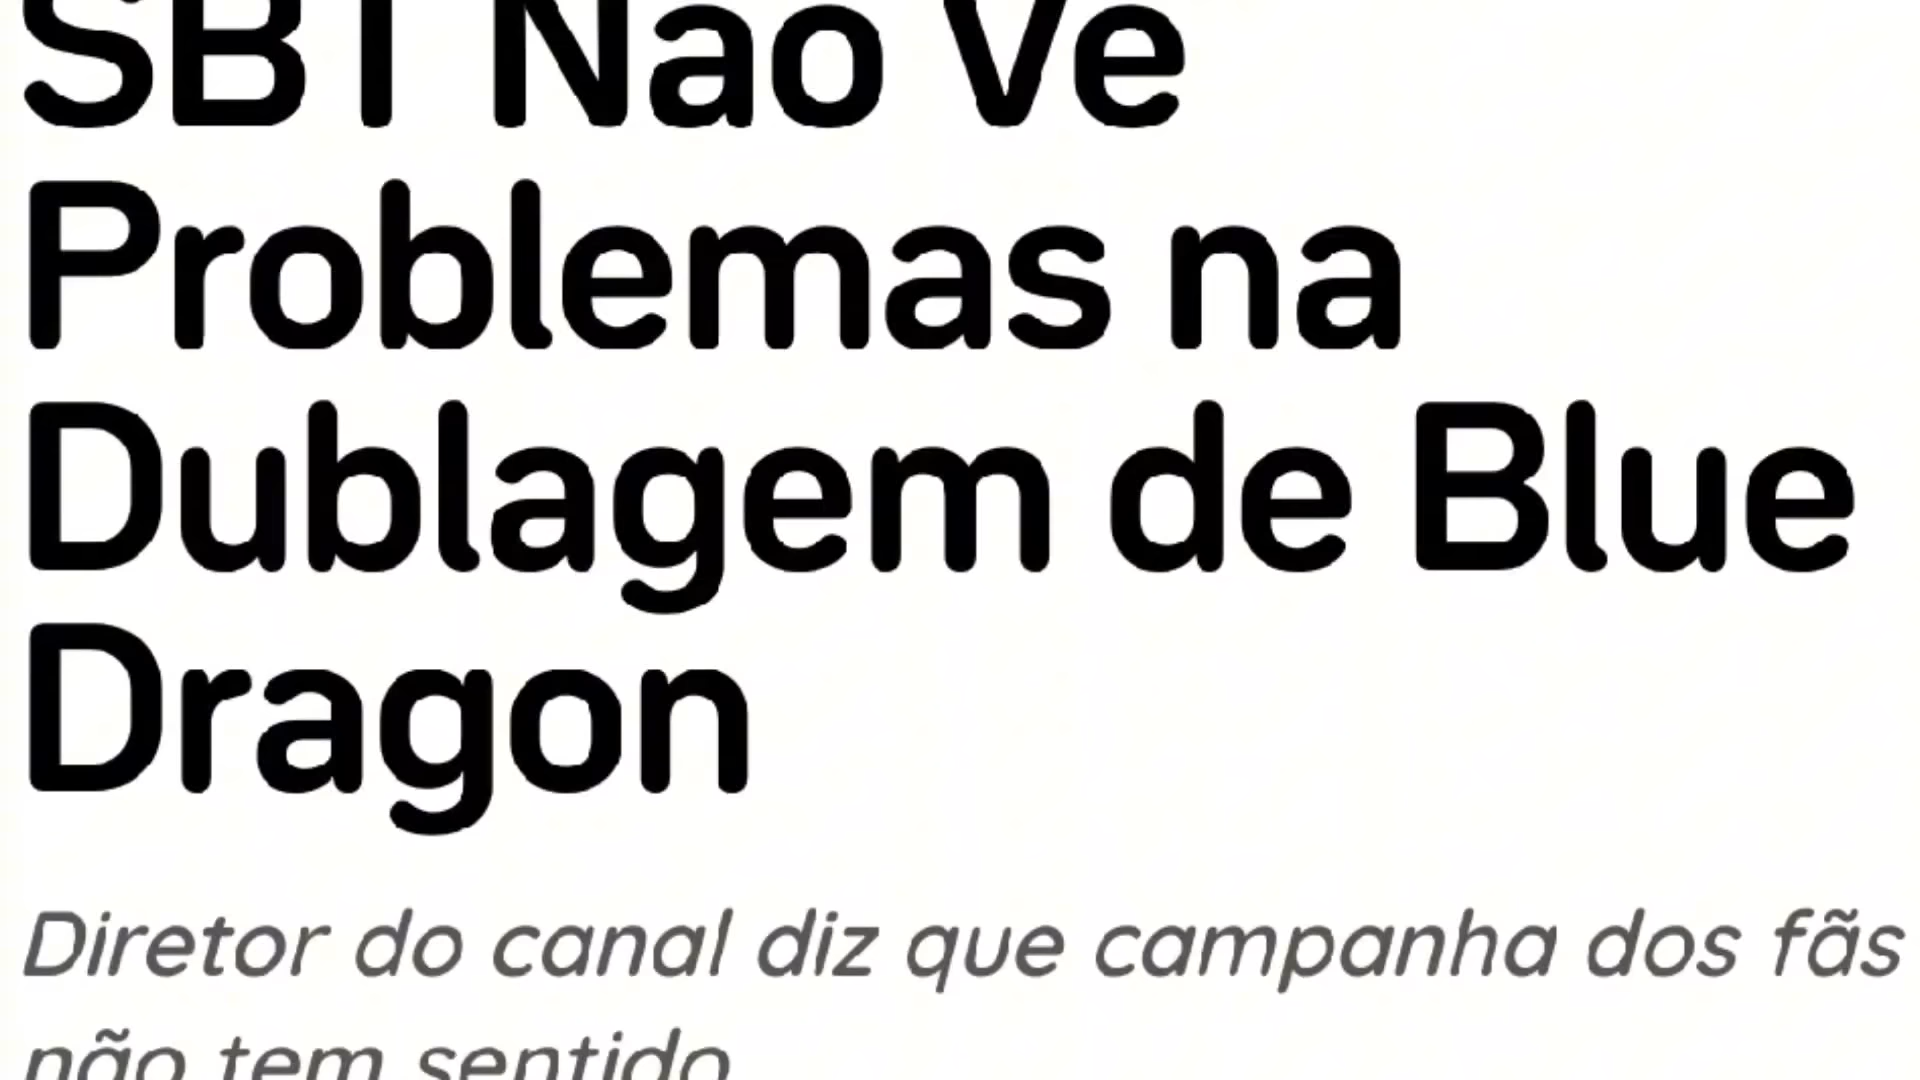 SBT Não Vê
Problemas na
Dublagem de Blue
Dragon
Diretor do canal diz que campanha dos fãs
não tem sentido